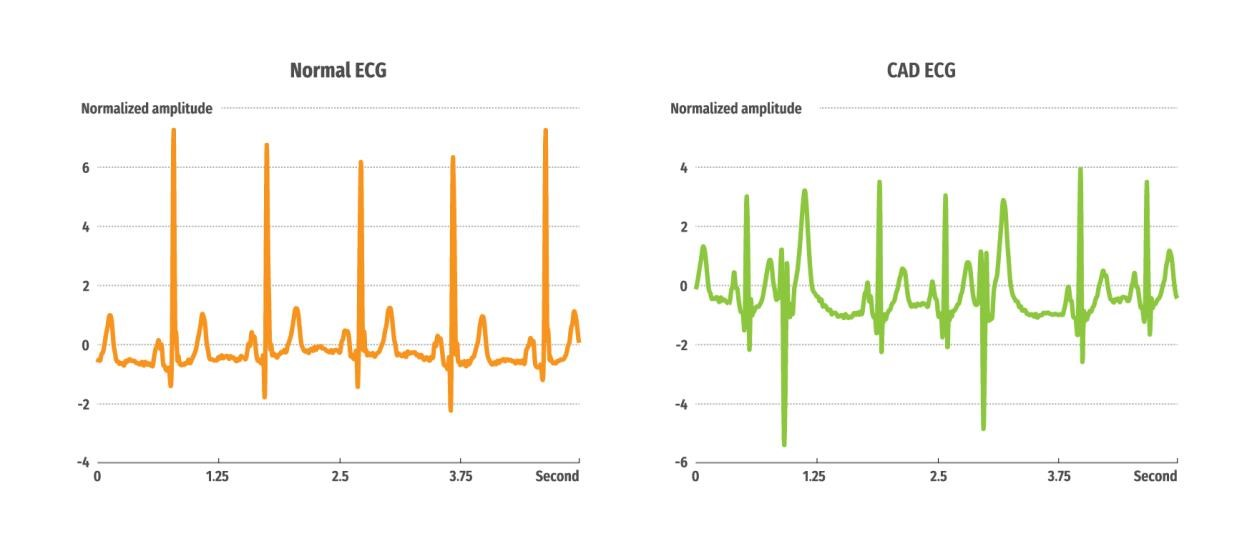 Normal ECG
Normalized amplitude
6
4
2
0
-2
-4
0 1.25 2.5 3.75 Second
CAD ECG
Normalized amplitude
4
2
0
-2
-4
-6
0 1.25 2.5 3.75 Second